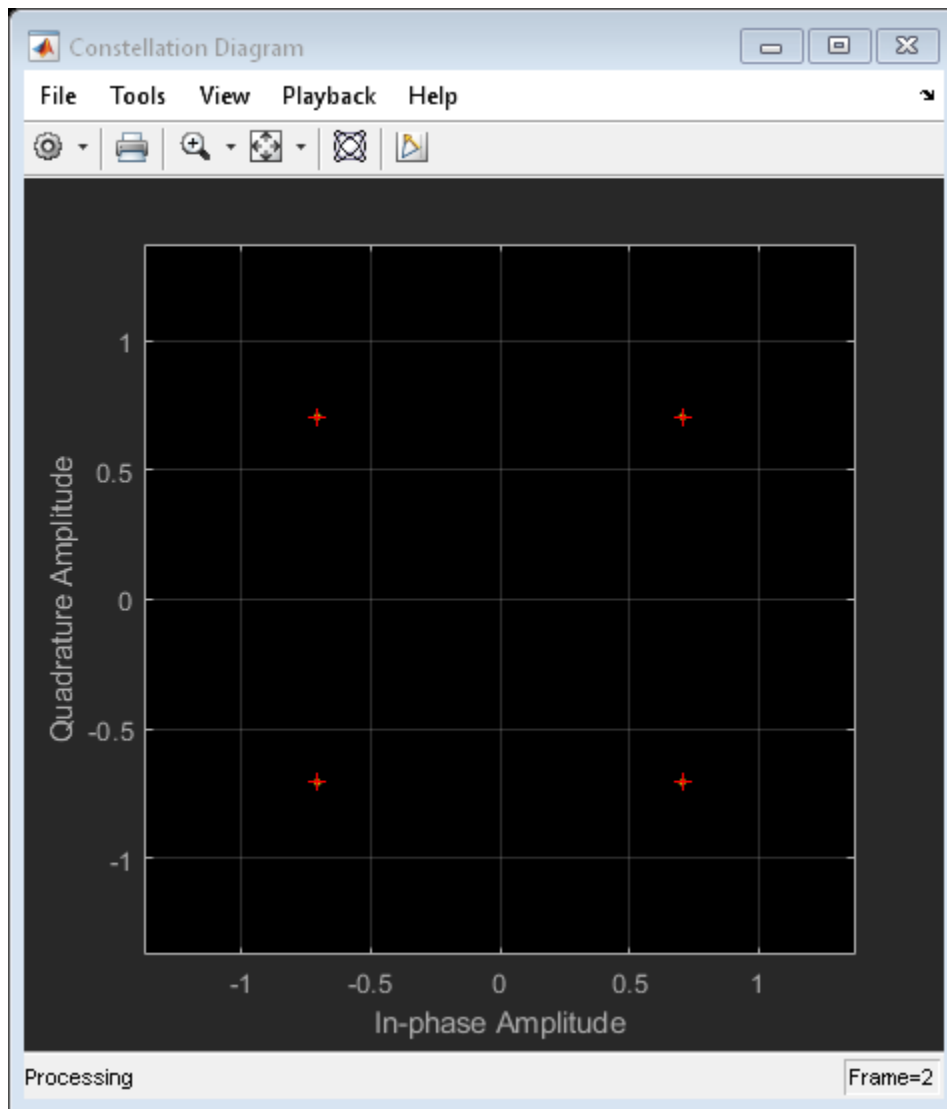 Constellation Diagram
File Tools View Playback Help
1
0.5
0
-0.5
-1
Quadrature Amplitude
-1 -0.5 0 0.5 1
In-phase Amplitude
Processing Frame=2